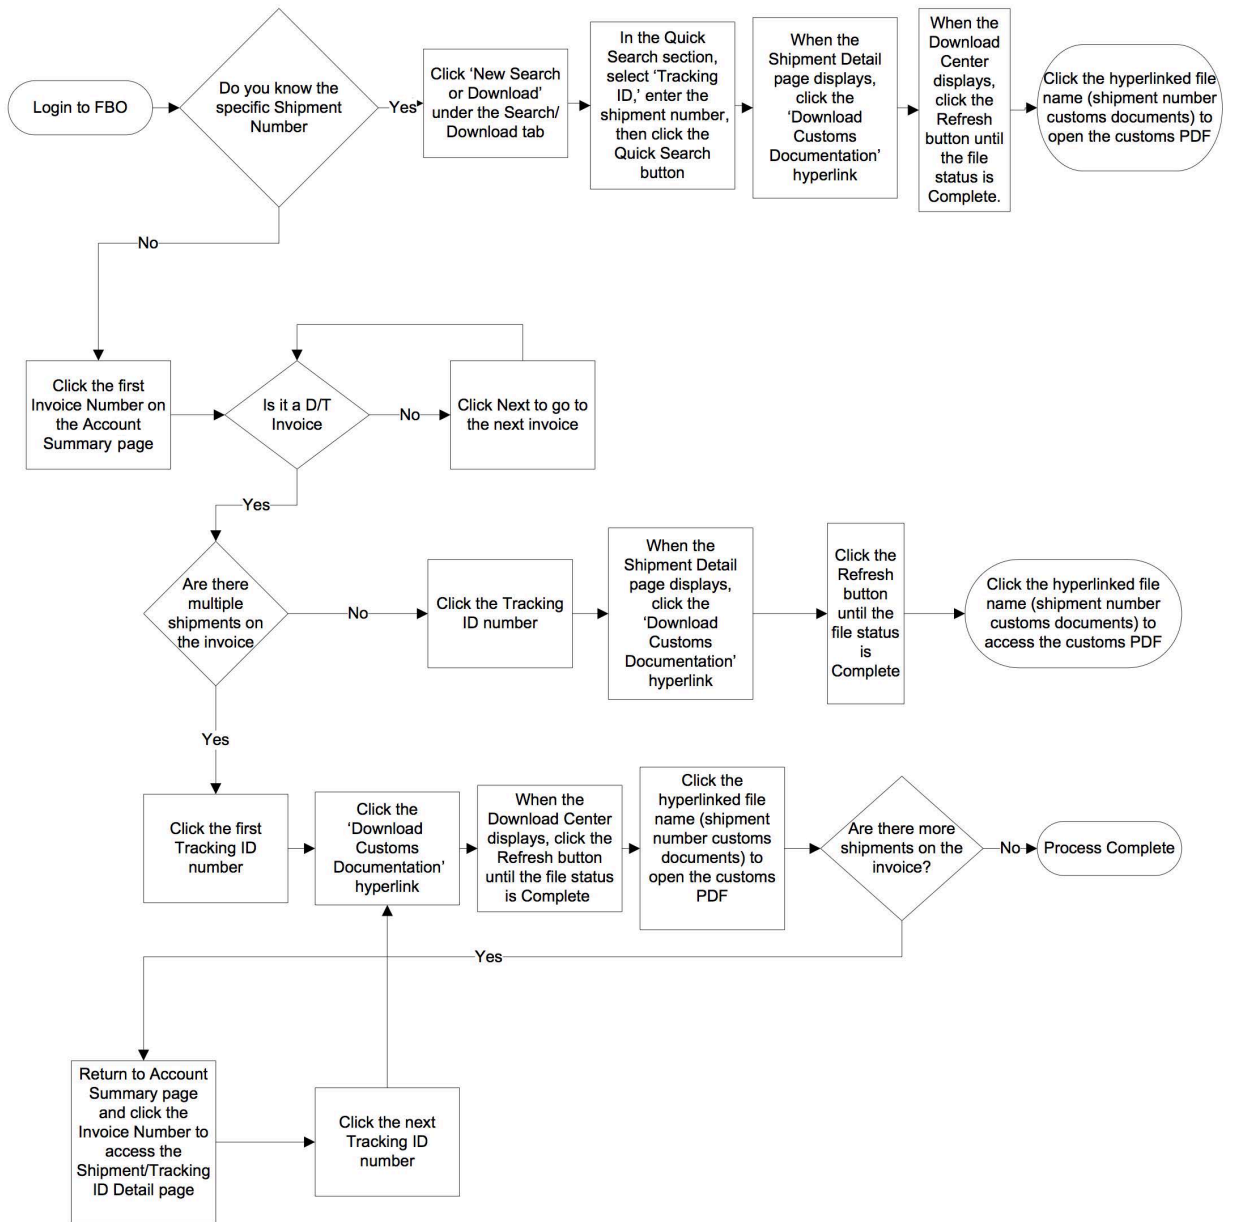 Login to FBO
Do you know the
specific Shipment
Number
Yes
Click ‘New Search
or Download’
under the Search/
Download tab
In the Quick
Search section,
select ‘Tracking
ID,’ enter the
shipment number,
then click the
Quick Search
button
When the
Shipment Detail
page displays,
click the
‘Download
Customs
Documentation’
hyperlink
When the
Download
Center
displays,
click the
Refresh
button until
the file
status is
Complete.
Click the hyperlinked file
name (shipment number
customs documents) to
open the customs PDF
No
Click the first
Invoice Number on
the Account
Summary page
Is it a D/T
Invoice
No
Click Next to go to
the next invoice
Yes
Are there
multiple
shipments on
the invoice
No
Click the Tracking
ID number
When the
Shipment Detail
page displays,
click the
‘Download
Customs
Documentation’
hyperlink
Click the
Refresh
button
until the
file status
is
Complete
Click the hyperlinked file
name (shipment number
customs documents) to
access the customs PDF
Yes
Click the first
Tracking ID
number
Click the
‘Download
Customs
Documentation’
hyperlink
When the
Download Center
displays, click the
Refresh button
until the file status
is Complete
Click the
hyperlinked file
name (shipment
number customs
documents) to
open the customs
PDF
Are there more
shipments on the
invoice?
No
Process Complete
Yes
Return to Account
Summary page
and click the
Invoice Number to
access the
Shipment/Tracking
ID Detail page
Click the next
Tracking ID
number